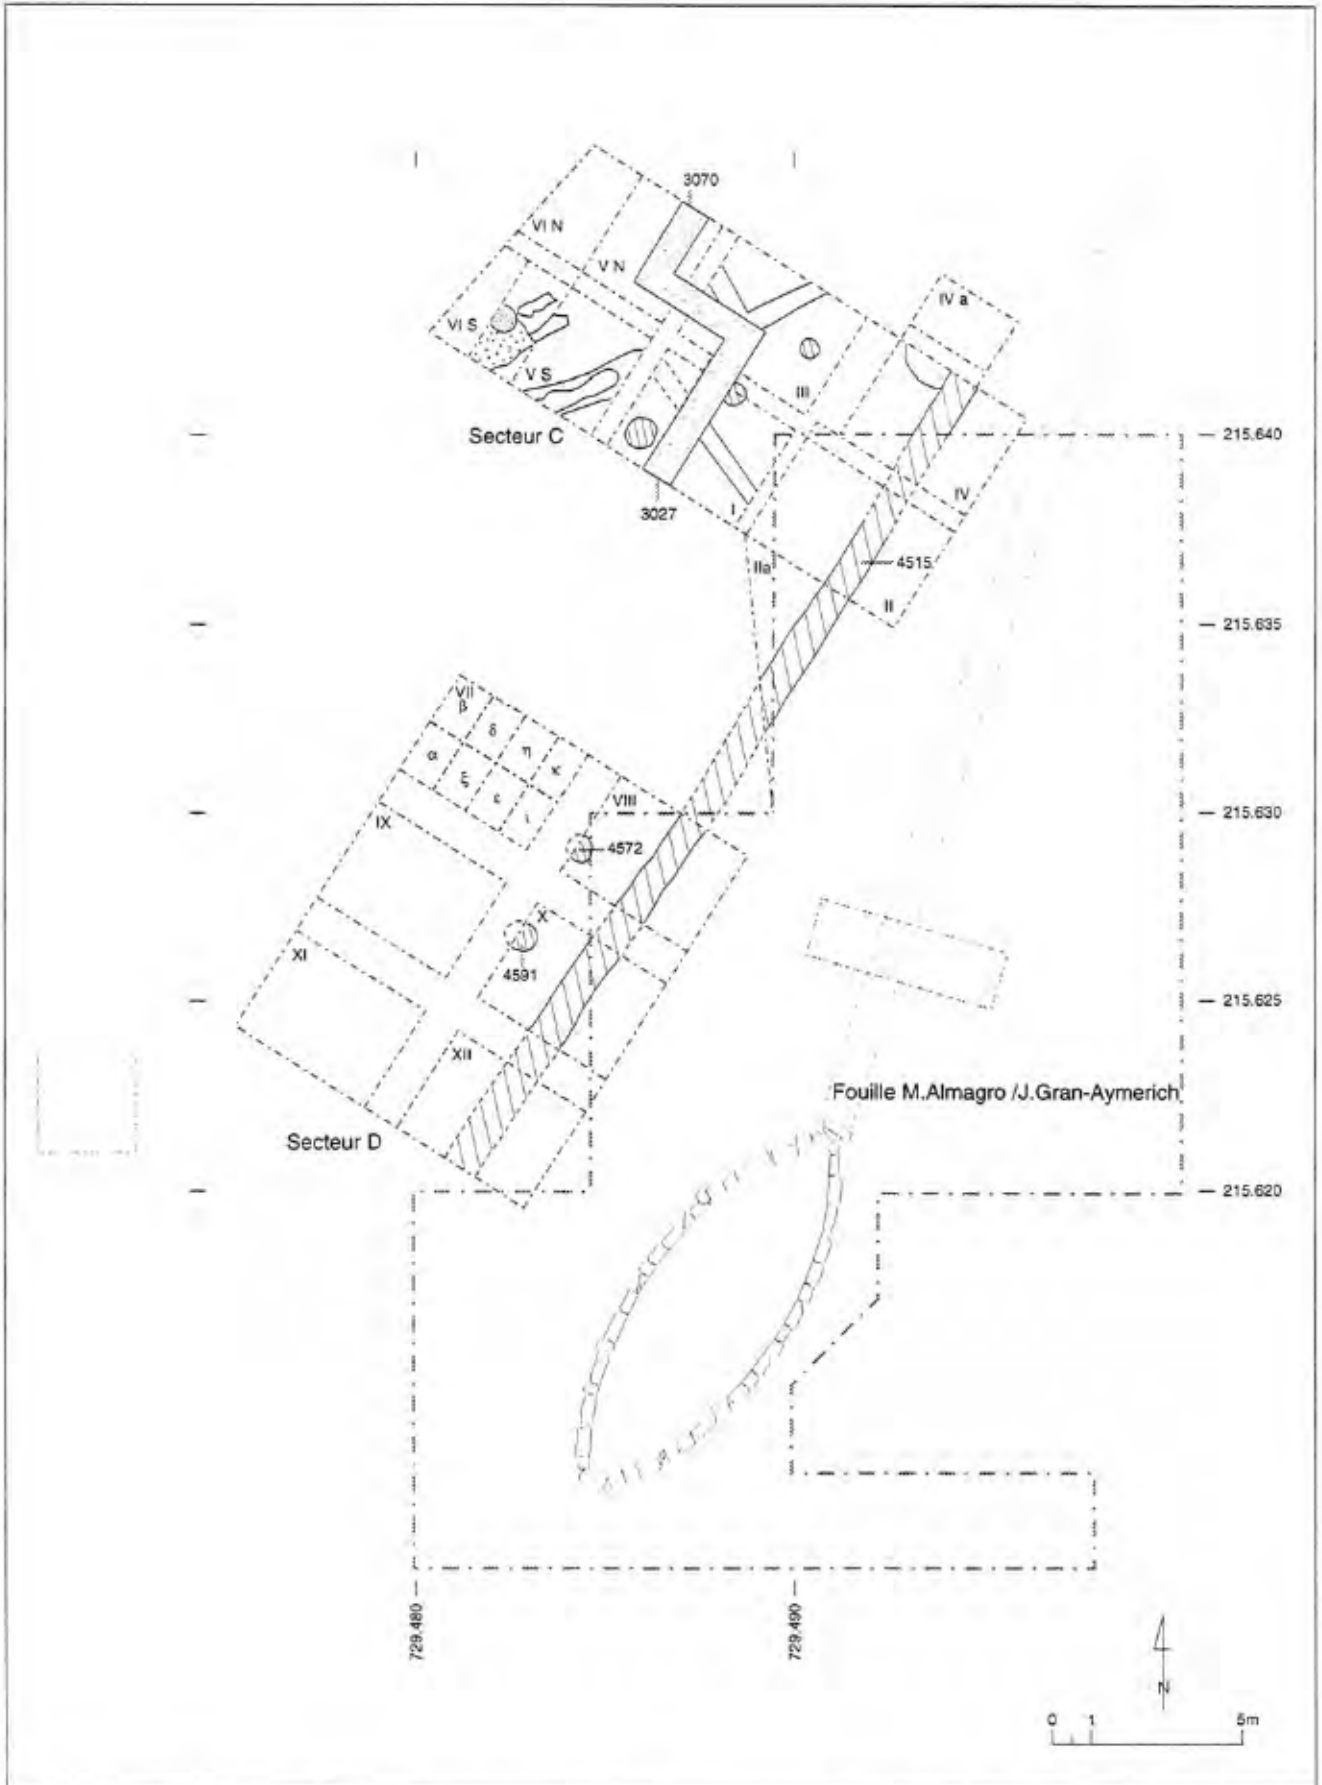 3070
VI N
V N
IV a
VI S
V S
III
Secteur C
215.640
I
IV
3027
IIa
4515
II
215.635
VII
β
δ
η
α
ξ
κ
ε
ι
VIII
IX
215.630
4572
X
XI
4591
215.625
XII
Fouille M.Almagro /J.Gran-Aymerich
Secteur D
215.620
729.480
729.490
N
0 1 5m